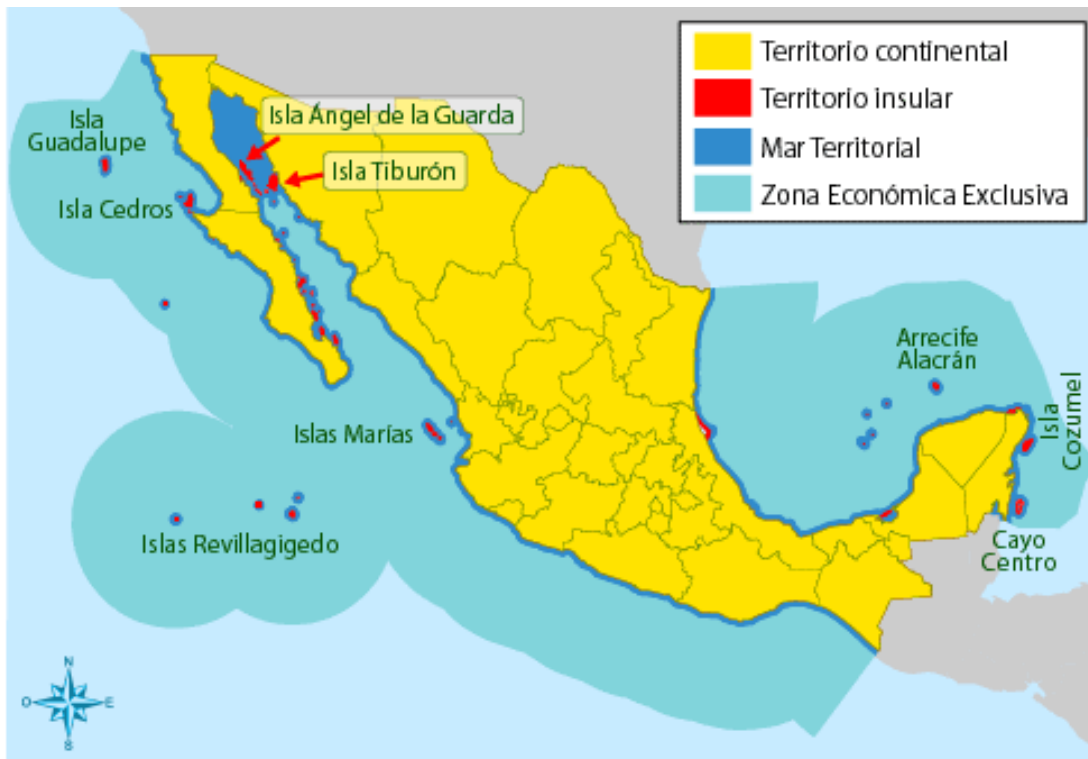 Territorio continental
Territorio insular
Mar Territorial
Zona Económica Exclusiva
Isla Ángel de la Guarda
Isla
Guadalupe
Isla Tiburón
Isla Cedros
Arrecife
Alacrán
Isla
Cozumel
Islas Marías
Islas Revillagigedo
Cayo
Centro
N
O
E
S